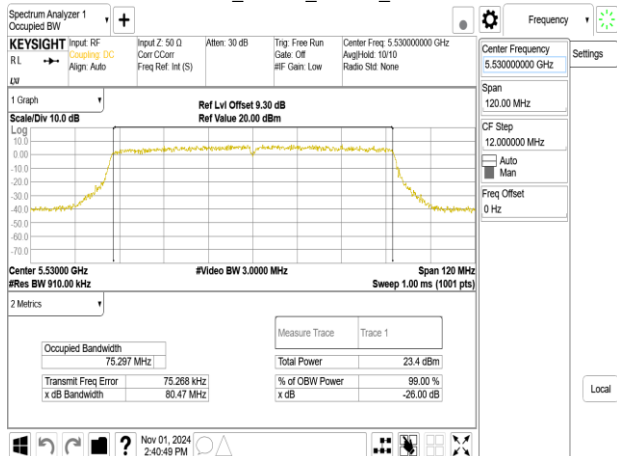 Spectrum Analyzer 1
Occupied BW
Frequency
KEYSIGHT
RL
LXI
Input: RF
Coupling: DC
Align: Auto
Input Z: 50 Ω
Corr CCorr
Freq Ref: Int (S)
Atten: 30 dB
Trig: Free Run
Gate: Off
#IF Gain: Low
Center Freq: 5.530000000 GHz
Avg|Hold: 10/10
Radio Std: None
Center Frequency
5.530000000 GHz
Settings
Span
120.00 MHz
CF Step
12.000000 MHz
Auto
Man
Freq Offset
0 Hz
Local
1 Graph
Scale/Div 10.0 dB
Ref Lvl Offset 9.30 dB
Ref Value 20.00 dBm
Log
10.0
0.00
-10.0
-20.0
-30.0
-40.0
-50.0
-60.0
-70.0
Center 5.53000 GHz
#Res BW 910.00 kHz
#Video BW 3.0000 MHz
Span 120 MHz
Sweep 1.00 ms (1001 pts)
2 Metrics
Measure Trace Trace 1
Occupied Bandwidth
75.297 MHz
Total Power 23.4 dBm
Transmit Freq Error 75.268 kHz
% of OBW Power 99.00 %
x dB Bandwidth 80.47 MHz
x dB -26.00 dB
?
Nov 01, 2024
2:40:49 PM